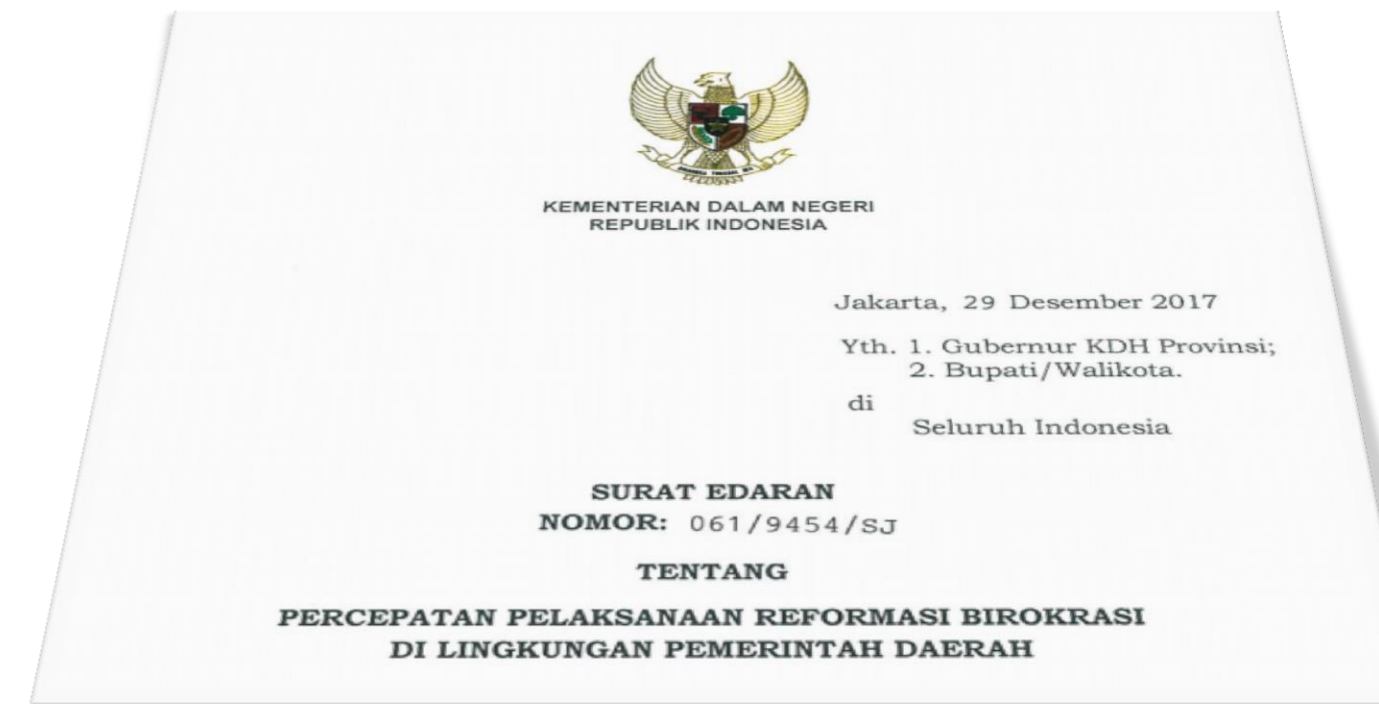 KEMENTERIAN DALAM NEGERI
REPUBLIK INDONESIA
Jakarta, 29 Desember 2017
Yth. 1. Gubernur KDH Provinsi;
2. Bupati/Walikota.
di
Seluruh Indonesia
SURAT EDARAN
NOMOR: 061/9454/SJ
TENTANG
PERCEPATAN PELAKSANAAN REFORMASI BIROKRASI
DI LINGKUNGAN PEMERINTAH DAERAH